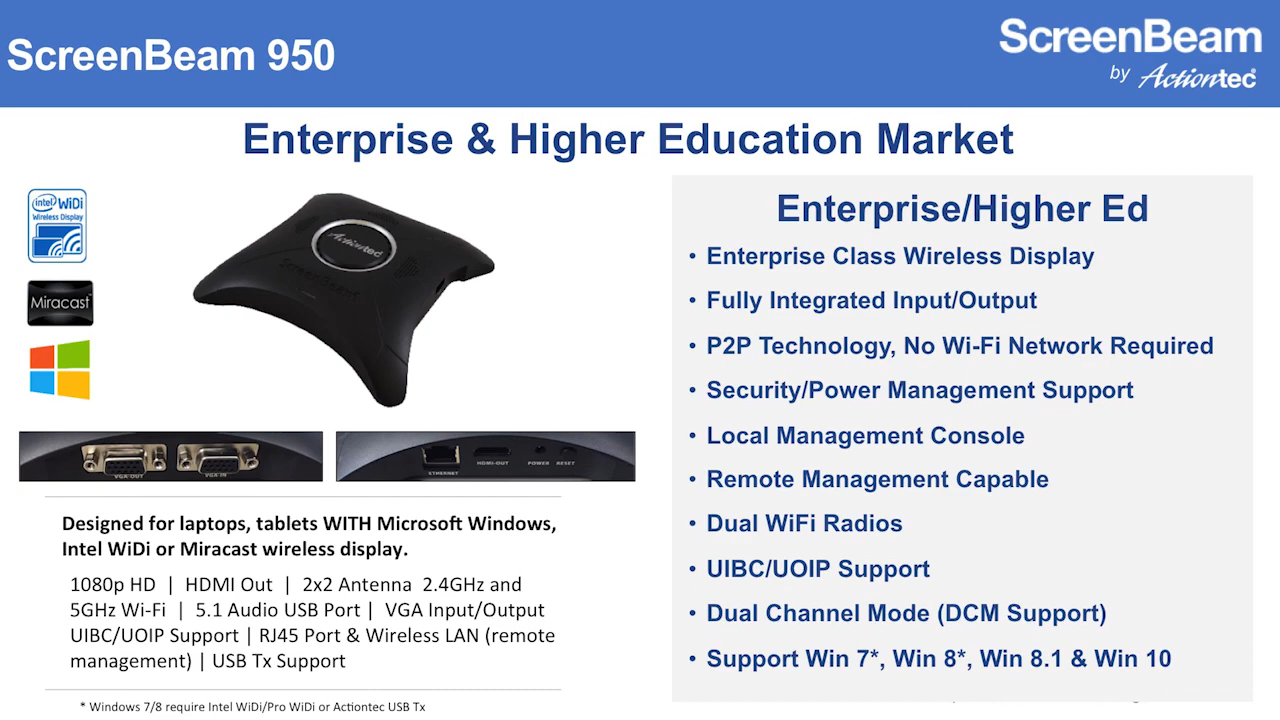 ScreenBeam 950
ScreenBeam
by Actiontec®
Enterprise & Higher Education Market
intel WiDi
Wireless Display
Miracast™
Actiontec
ScreenBeam
VGA OUT
VGA IN
ETHERNET
HDMI-OUT
POWER
RESET
Designed for laptops, tablets WITH Microsoft Windows,
Intel WiDi or Miracast wireless display.
1080p HD | HDMI Out | 2x2 Antenna 2.4GHz and
5GHz Wi-Fi | 5.1 Audio USB Port | VGA Input/Output
UIBC/UOIP Support | RJ45 Port & Wireless LAN (remote
management) | USB Tx Support
* Windows 7/8 require Intel WiDi/Pro WiDi or Actiontec USB Tx
Enterprise/Higher Ed
• Enterprise Class Wireless Display
• Fully Integrated Input/Output
• P2P Technology, No Wi-Fi Network Required
• Security/Power Management Support
• Local Management Console
• Remote Management Capable
• Dual WiFi Radios
• UIBC/UOIP Support
• Dual Channel Mode (DCM Support)
• Support Win 7*, Win 8*, Win 8.1 & Win 10